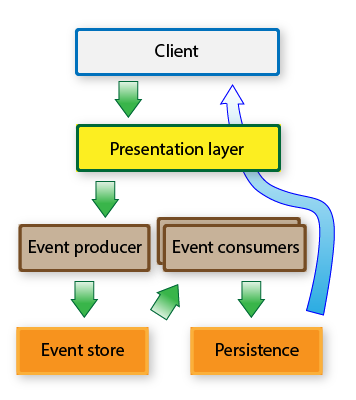 Client
Presentation layer
Event producer
Event consumers
Event store
Persistence